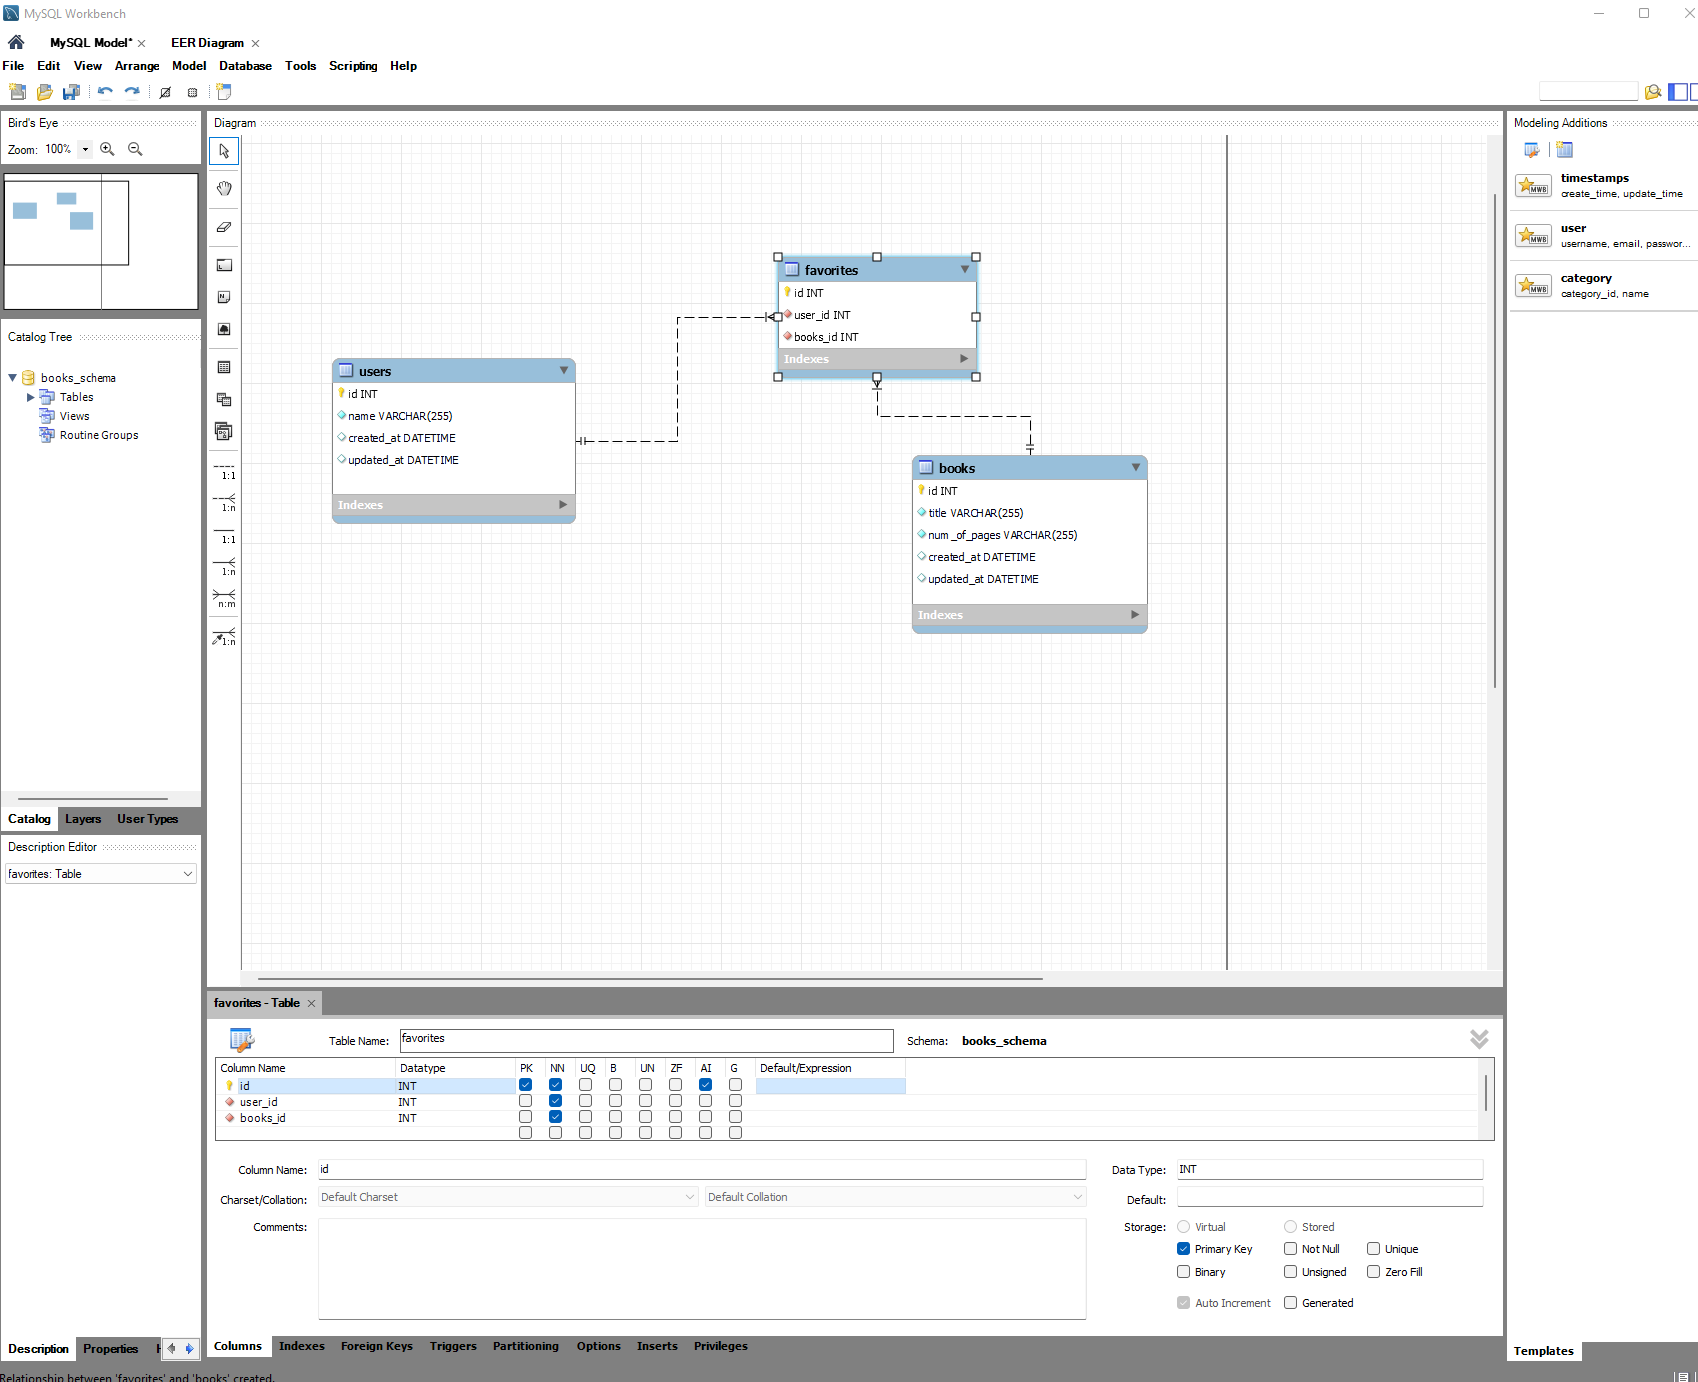 MySQL Workbench
MySQL Model*
EER Diagram
File Edit View Arrange Model Database Tools Scripting Help
Bird's Eye
Zoom: 100%
Catalog Tree
books_schema
Tables
Views
Routine Groups
Catalog Layers User Types
Description Editor
favorites: Table
Description Properties
Diagram
1:1
1:n
1:1
1:n
n:m
1:n
favorites
id INT
user_id INT
books_id INT
Indexes
users
id INT
name VARCHAR(255)
created_at DATETIME
updated_at DATETIME
Indexes
books
id INT
title VARCHAR(255)
num_of_pages VARCHAR(255)
created_at DATETIME
updated_at DATETIME
Indexes
Modeling Additions
MWB
timestamps
create_time, update_time
MWB
user
username, email, passwor...
MWB
category
category_id, name
Templates
favorites - Table
Table Name: favorites Schema: books_schema
Column Name Datatype PK NN UQ B UN ZF AI G Default/Expression
id INT
user_id INT
books_id INT
Column Name: id Data Type: INT
Charset/Collation: Default Charset Default Collation Default:
Comments: Storage: Virtual Stored
Primary Key Not Null Unique
Binary Unsigned Zero Fill
Auto Increment Generated
Columns Indexes Foreign Keys Triggers Partitioning Options Inserts Privileges
Relationship between 'favorites' and 'books' created.